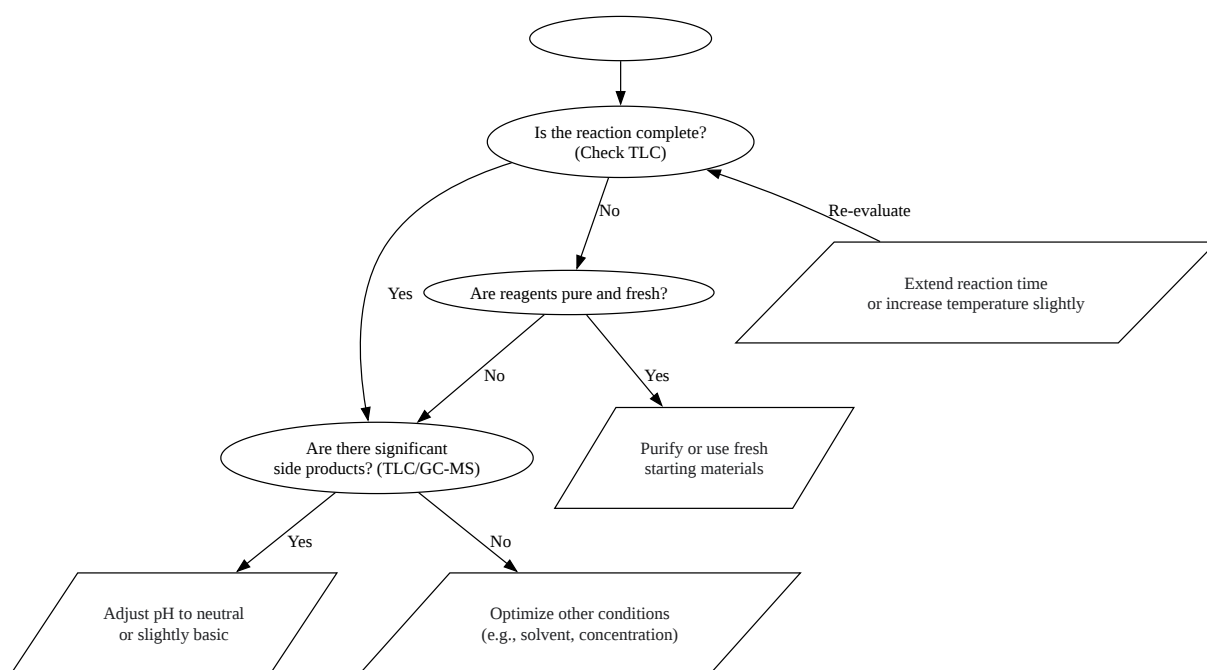 Is the reaction complete?
(Check TLC)
No
Re-evaluate
Extend reaction time
or increase temperature slightly
Yes
Are reagents pure and fresh?
No
Yes
Are there significant
side products? (TLC/GC-MS)
Purify or use fresh
starting materials
Yes
No
Adjust pH to neutral
or slightly basic
Optimize other conditions
(e.g., solvent, concentration)